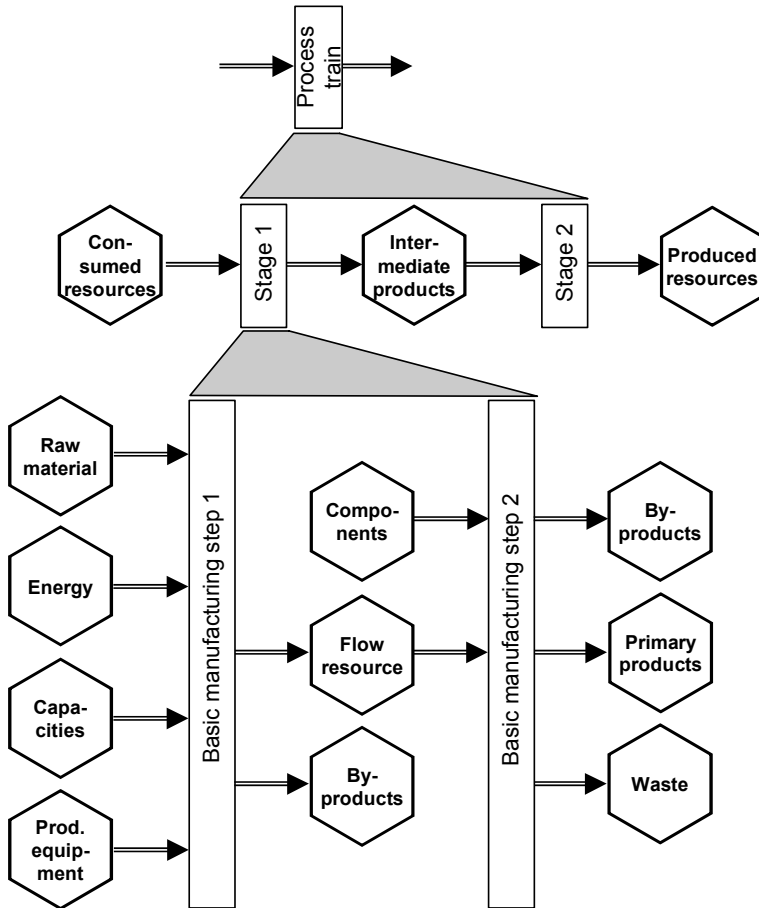 Process
train
Con-
sumed
resources
Stage 1
Inter-
mediate
products
Stage 2
Produced
resources
Raw
material
Energy
Capa-
cities
Prod.
equip-
ment
Basic manufacturing step 1
Compo-
nents
Flow
resource
By-
products
Basic manufacturing step 2
By-
products
Primary
products
Waste